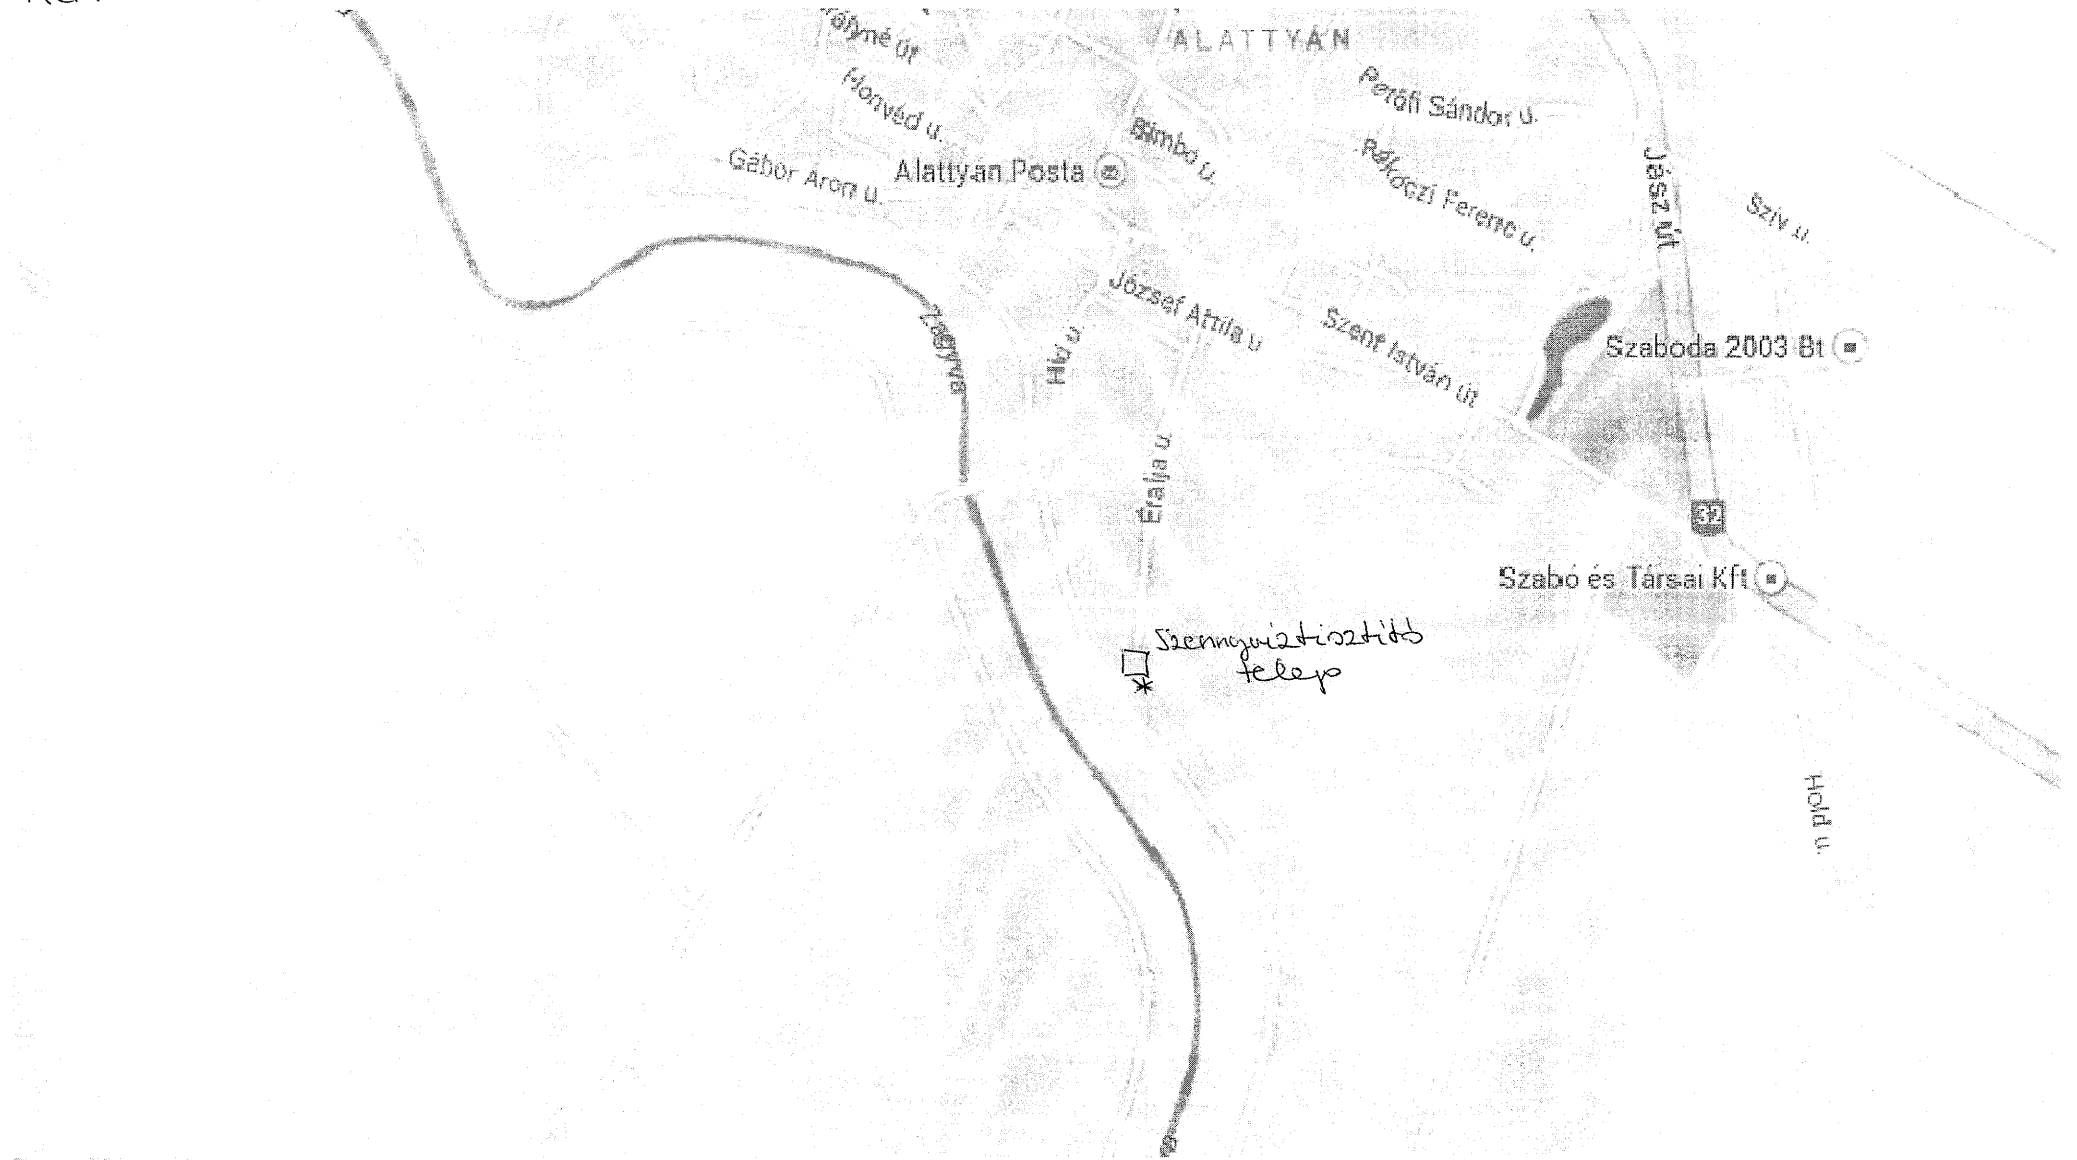 ALATTYÁN
Honvéd u.
Petőfi Sándor u.
Bimbó u.
Gábor Áron u.
Alattyán Posta
Rákóczi Ferenc u.
Jász út
Szív u.
József Attila u
Szent István út
Zagyva
Híd u.
Szaboda 2003 Bt
Éralja u.
32
Szabó és Társai Kft
Szennyvíztisztító
telep
Hold u.